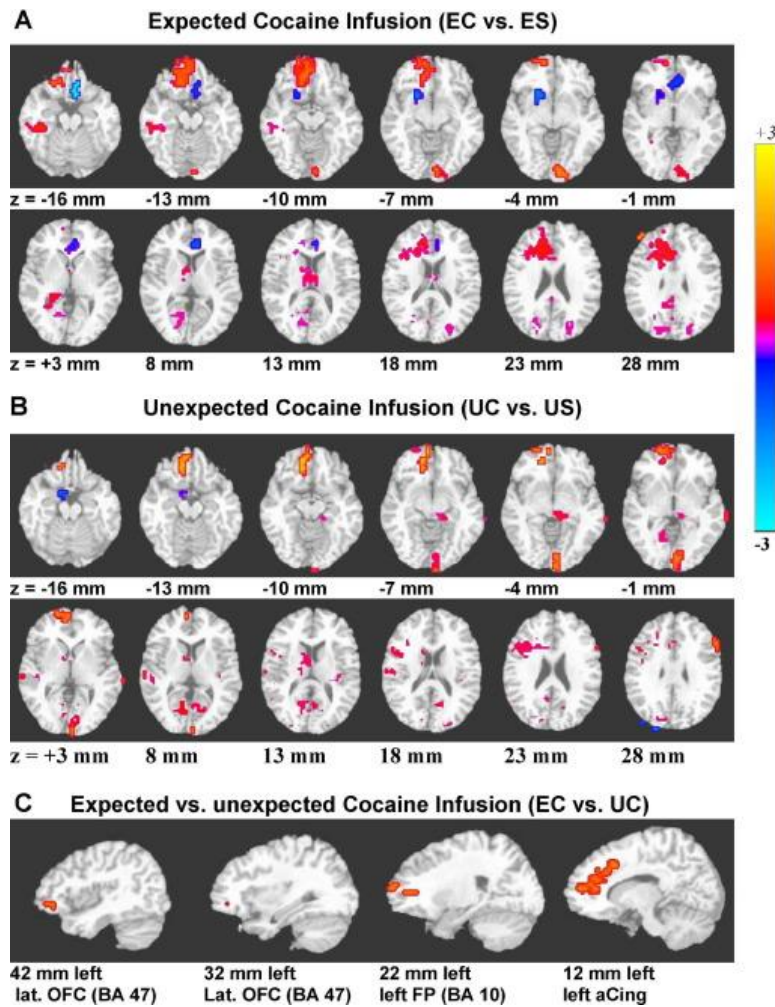 A Expected Cocaine Infusion (EC vs. ES)
+3
z = -16 mm -13 mm -10 mm -7 mm -4 mm -1 mm
z = +3 mm 8 mm 13 mm 18 mm 23 mm 28 mm
B Unexpected Cocaine Infusion (UC vs. US)
-3
z = -16 mm -13 mm -10 mm -7 mm -4 mm -1 mm
z = +3 mm 8 mm 13 mm 18 mm 23 mm 28 mm
C Expected vs. unexpected Cocaine Infusion (EC vs. UC)
42 mm left 32 mm left 22 mm left 12 mm left
lat. OFC (BA 47) Lat. OFC (BA 47) left FP (BA 10) left aCing